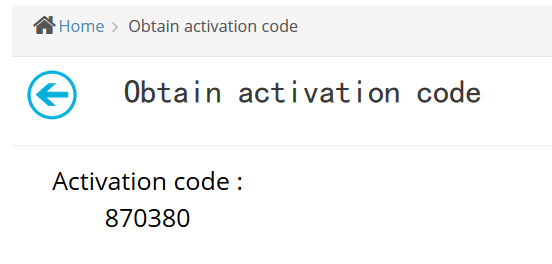 Home > Obtain activation code
Obtain activation code
Activation code :
870380